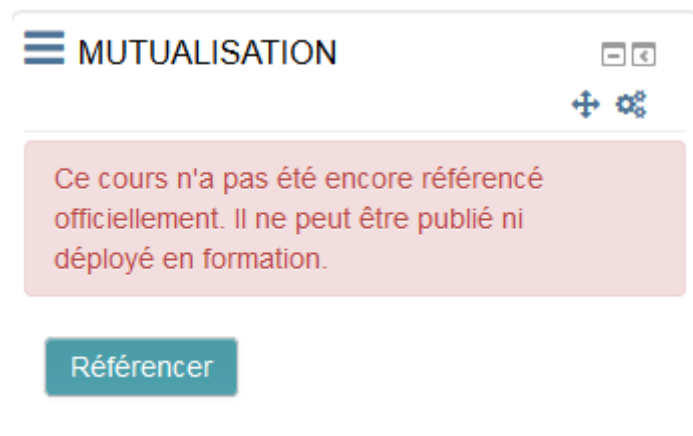 MUTUALISATION
Ce cours n'a pas été encore référencé
officiellement. Il ne peut être publié ni
déployé en formation.
Référencer